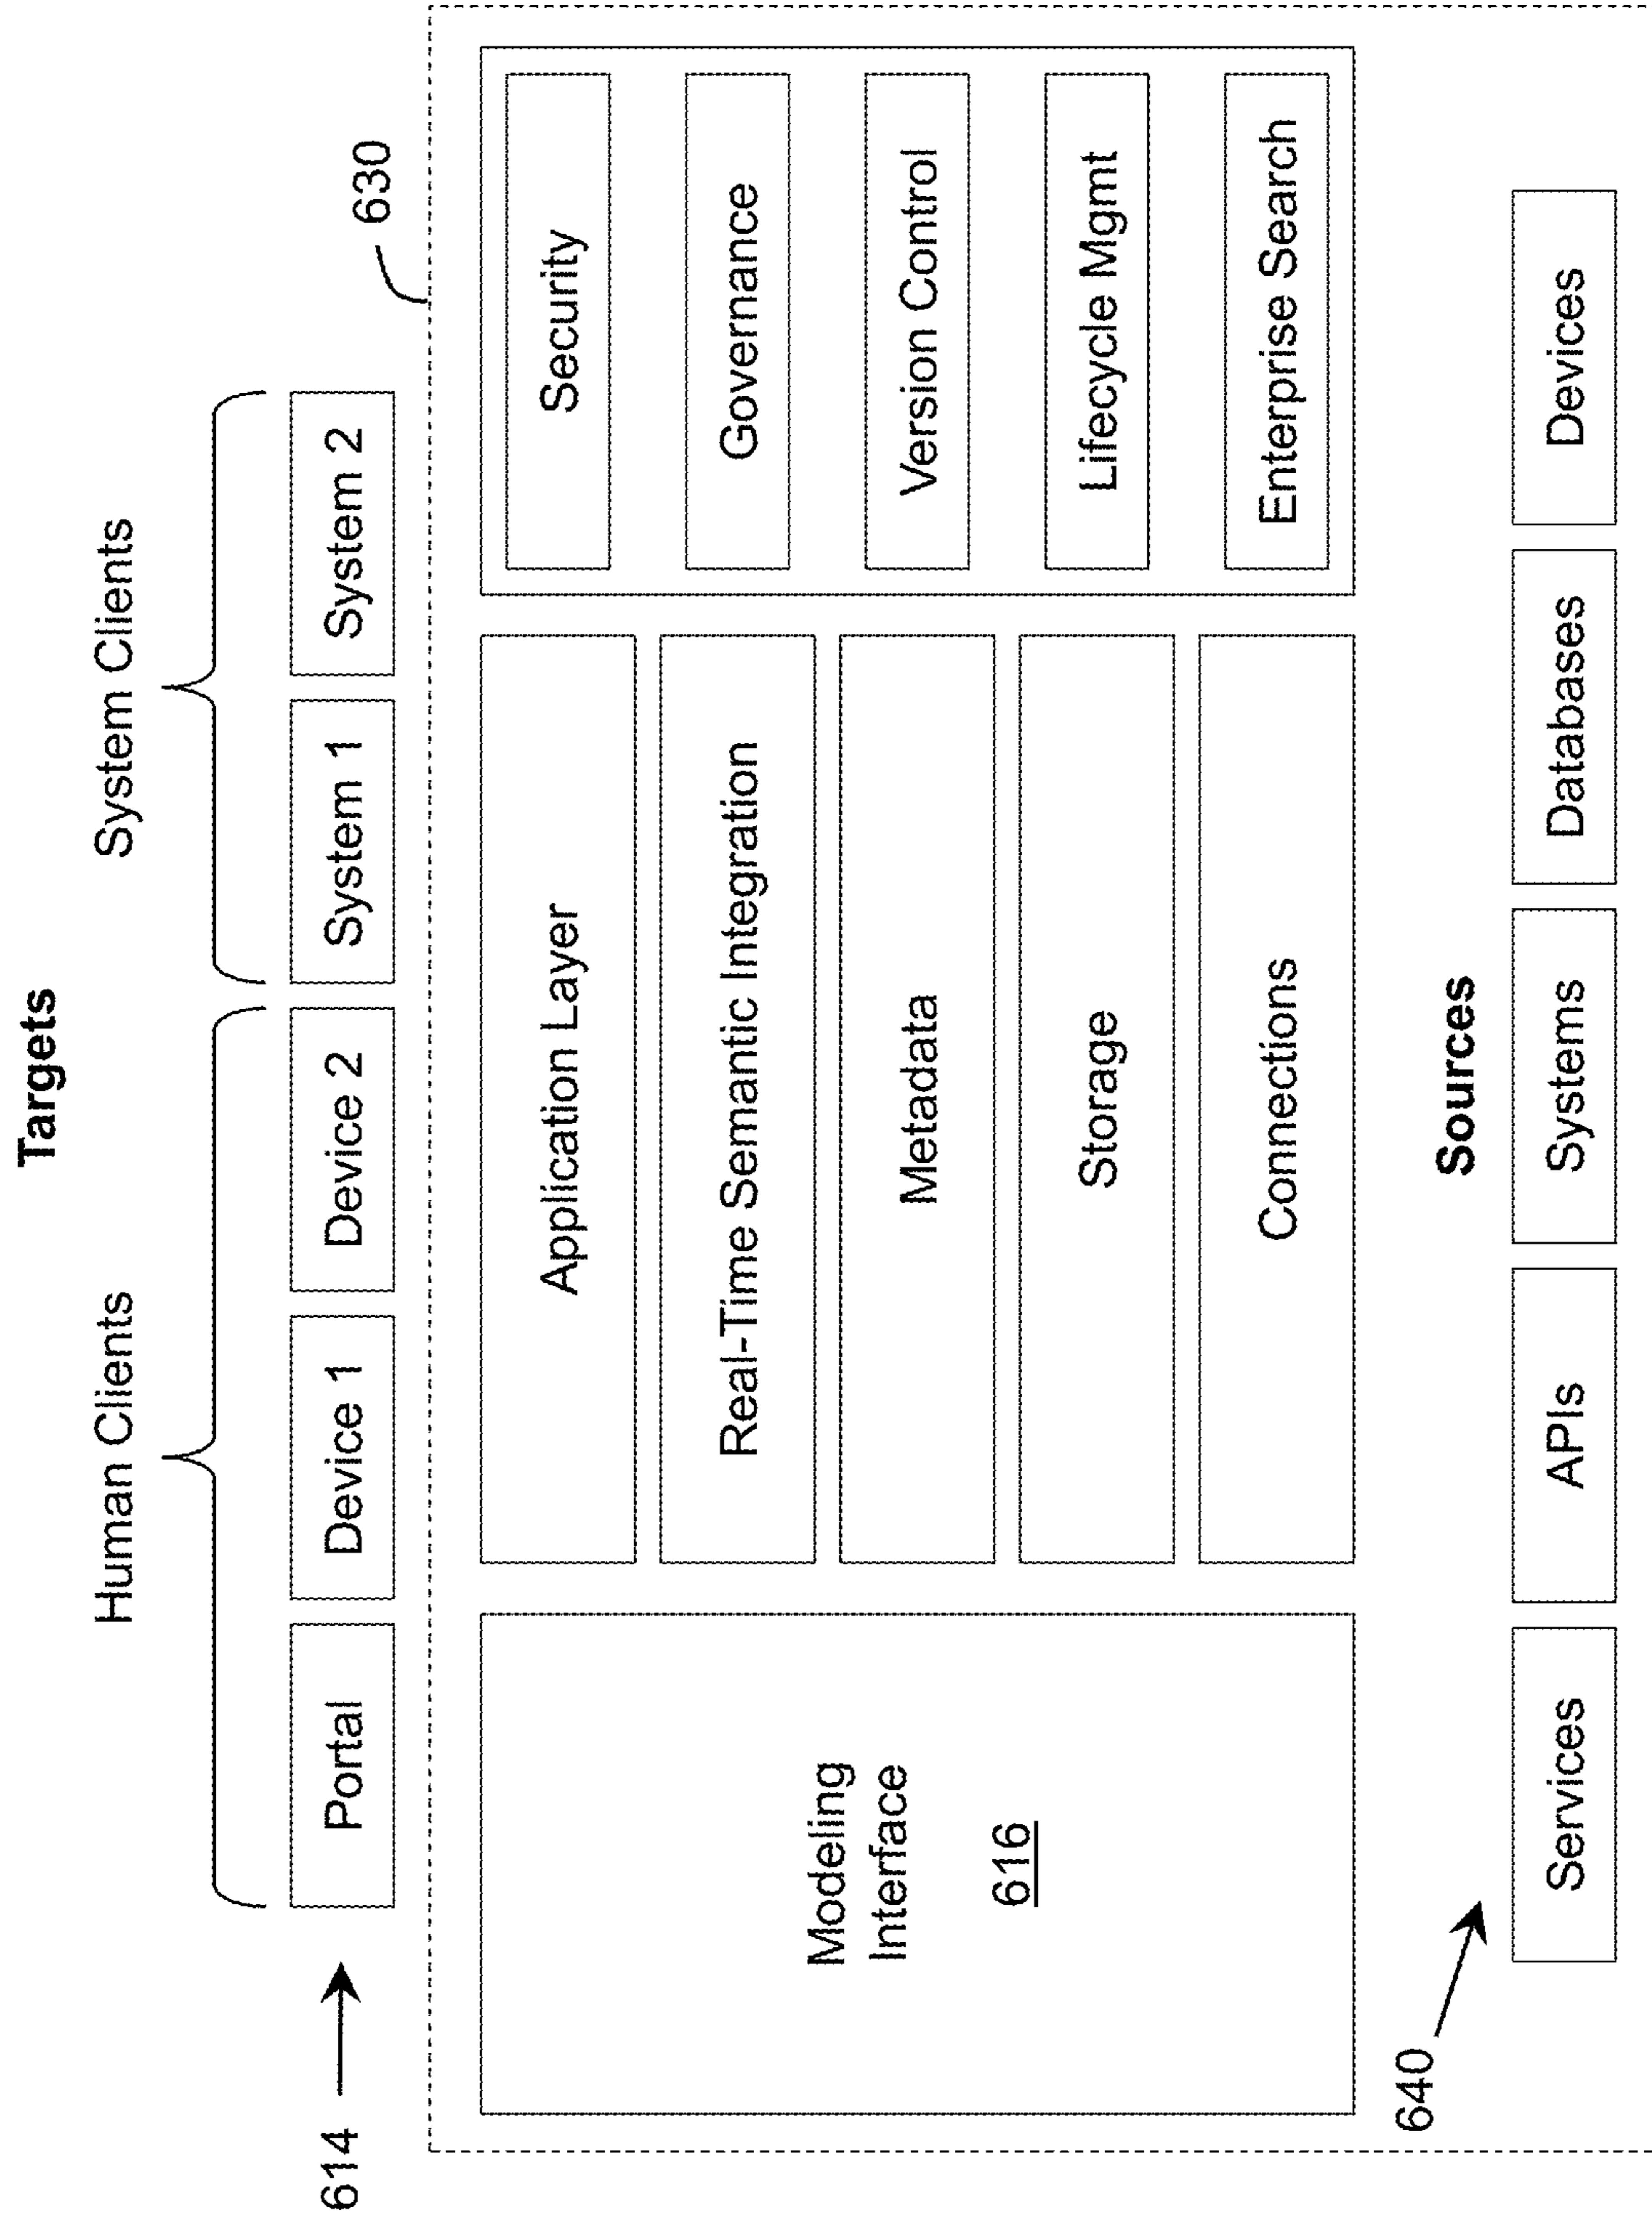 Targets
Human Clients
System Clients
614
Portal
Device 1
Device 2
System 1
System 2
630
Modeling
Interface
616
Application Layer
Real-Time Semantic Integration
Metadata
Storage
Connections
Security
Governance
Version Control
Lifecycle Mgmt
Enterprise Search
640
Sources
Services
APIs
Systems
Databases
Devices